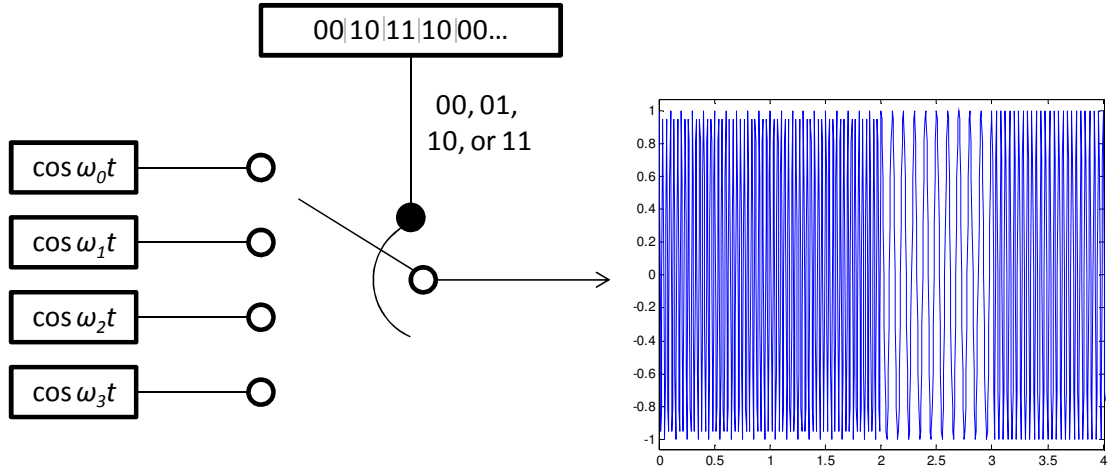 00|10|11|10|00...
00, 01,
10, or 11
cos ω₀t
cos ω₁t
cos ω₂t
cos ω₃t
1
0.8
0.6
0.4
0.2
0
-0.2
-0.4
-0.6
-0.8
-1
0 0.5 1 1.5 2 2.5 3 3.5 4